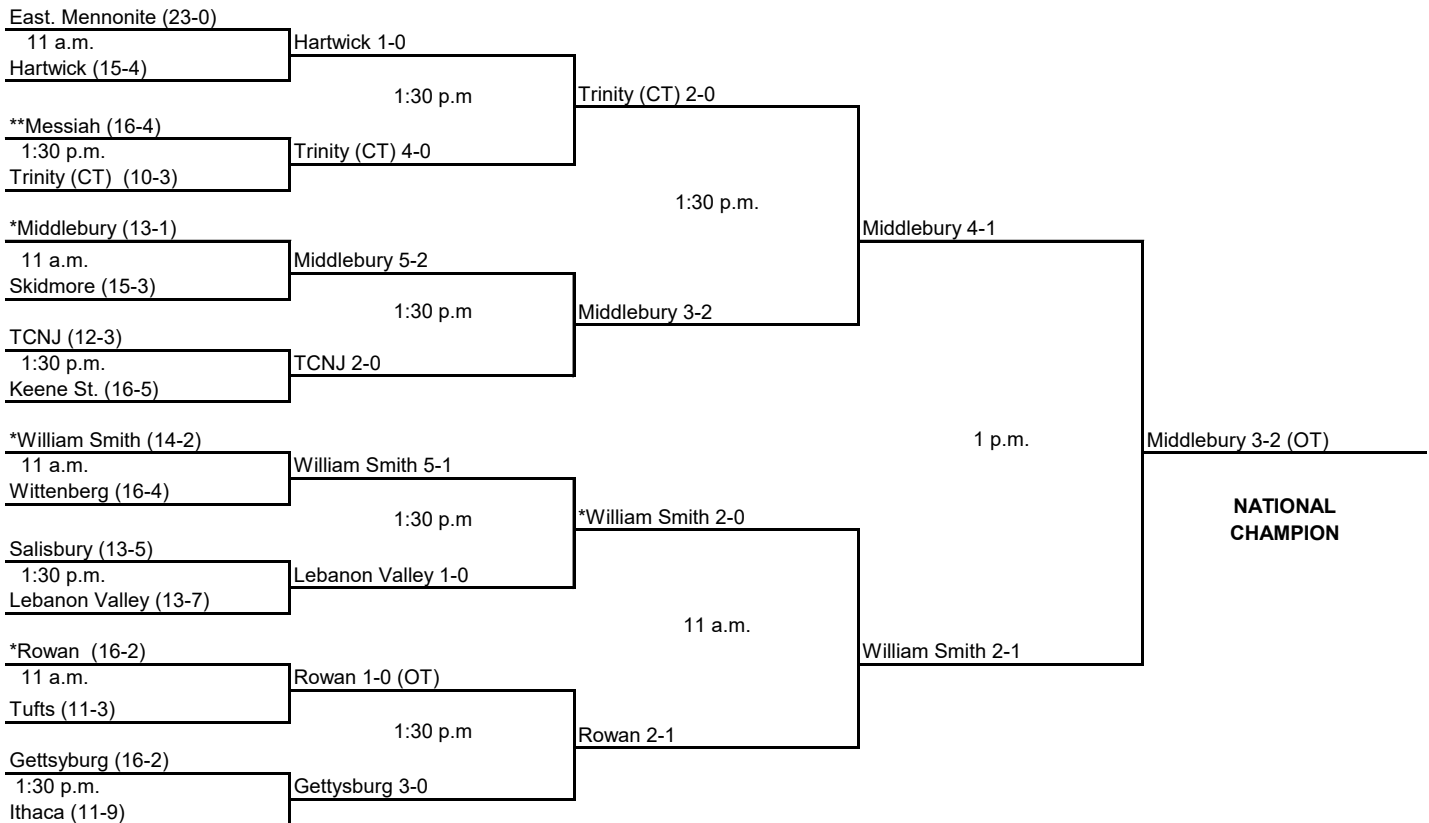 East. Mennonite (23-0)
11 a.m.
Hartwick (15-4)
Hartwick 1-0
1:30 p.m
**Messiah (16-4)
1:30 p.m.
Trinity (CT)  (10-3)
Trinity (CT) 4-0
Trinity (CT) 2-0
1:30 p.m.
*Middlebury (13-1)
11 a.m.
Skidmore (15-3)
Middlebury 5-2
1:30 p.m
TCNJ (12-3)
1:30 p.m.
Keene St. (16-5)
TCNJ 2-0
Middlebury 3-2
Middlebury 4-1
*William Smith (14-2)
11 a.m.
Wittenberg (16-4)
William Smith 5-1
1:30 p.m
Salisbury (13-5)
1:30 p.m.
Lebanon Valley (13-7)
Lebanon Valley 1-0
*William Smith 2-0
11 a.m.
*Rowan  (16-2)
11 a.m.
Tufts (11-3)
Rowan 1-0 (OT)
1:30 p.m
Gettsyburg (16-2)
1:30 p.m.
Ithaca (11-9)
Gettysburg 3-0
Rowan 2-1
William Smith 2-1
1 p.m.
Middlebury 3-2 (OT)
NATIONAL
CHAMPION